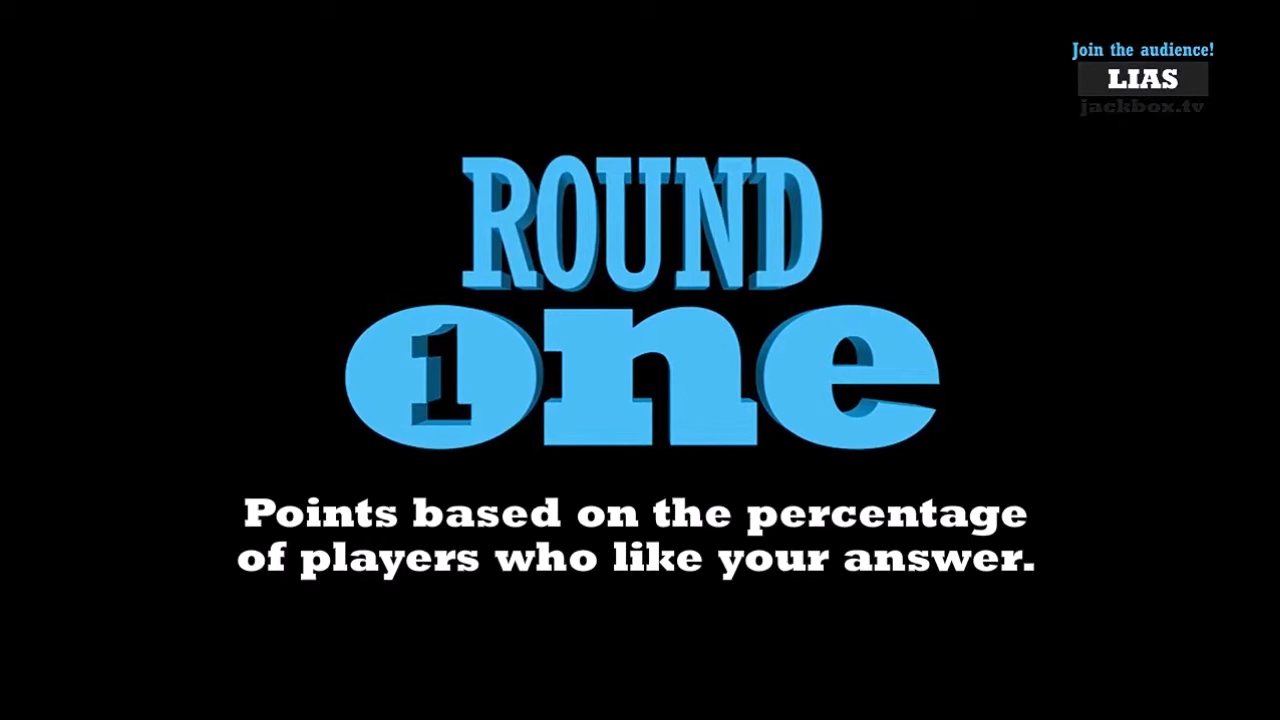 Join the audience!
LIAS
jackbox.tv
ROUND
One
1
Points based on the percentage
of players who like your answer.